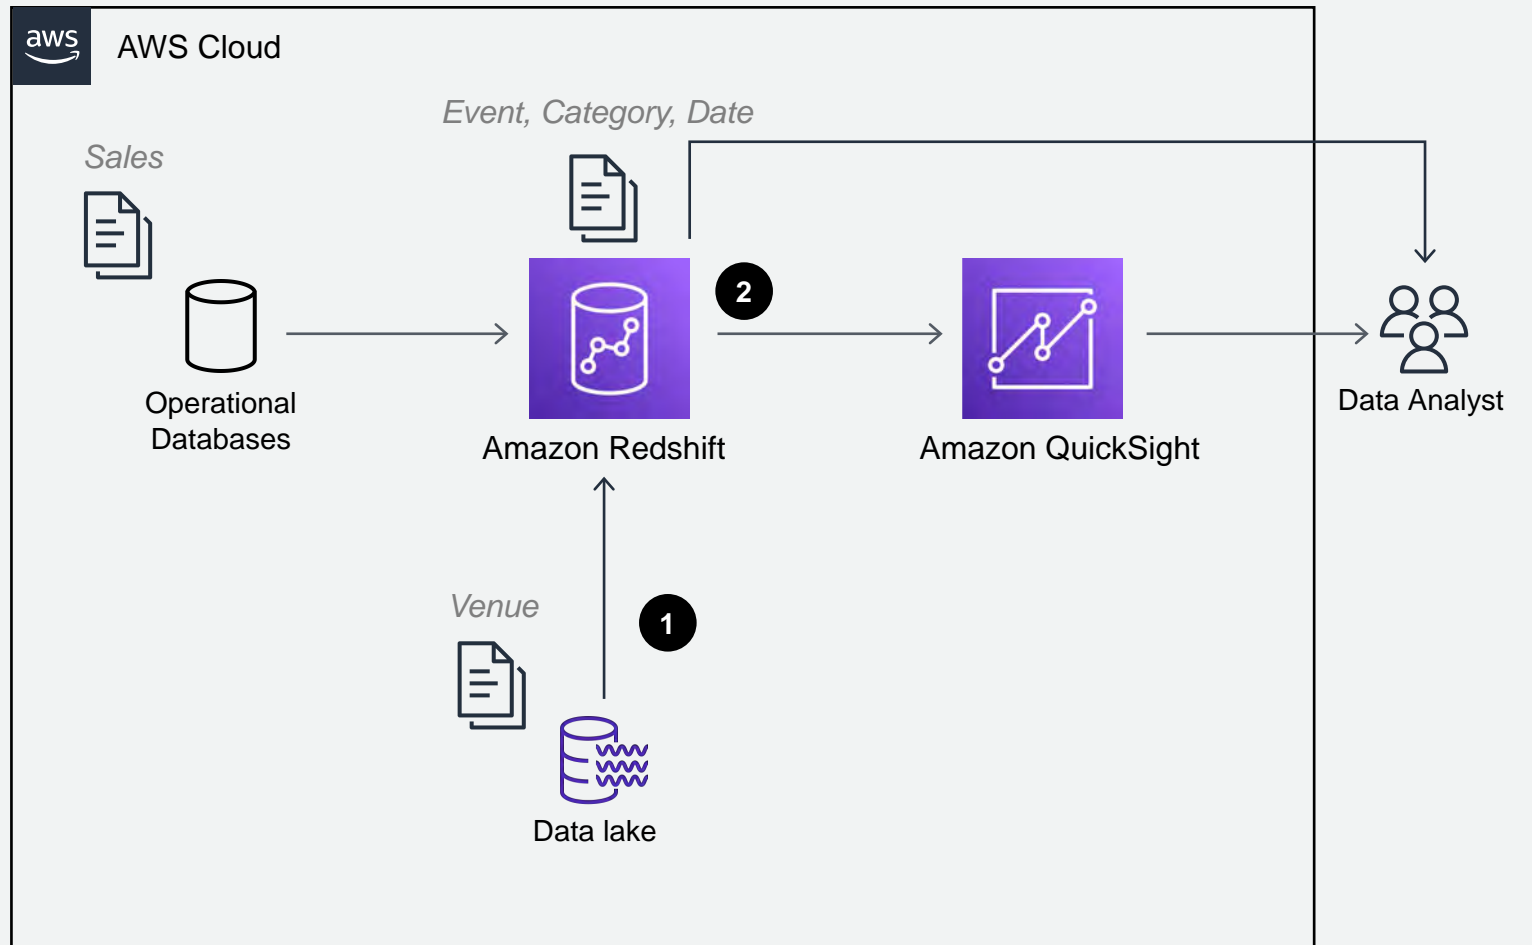 aws
AWS Cloud
Event, Category, Date
Sales
2
Operational
Databases
Amazon Redshift
Amazon QuickSight
Data Analyst
Venue
1
Data lake